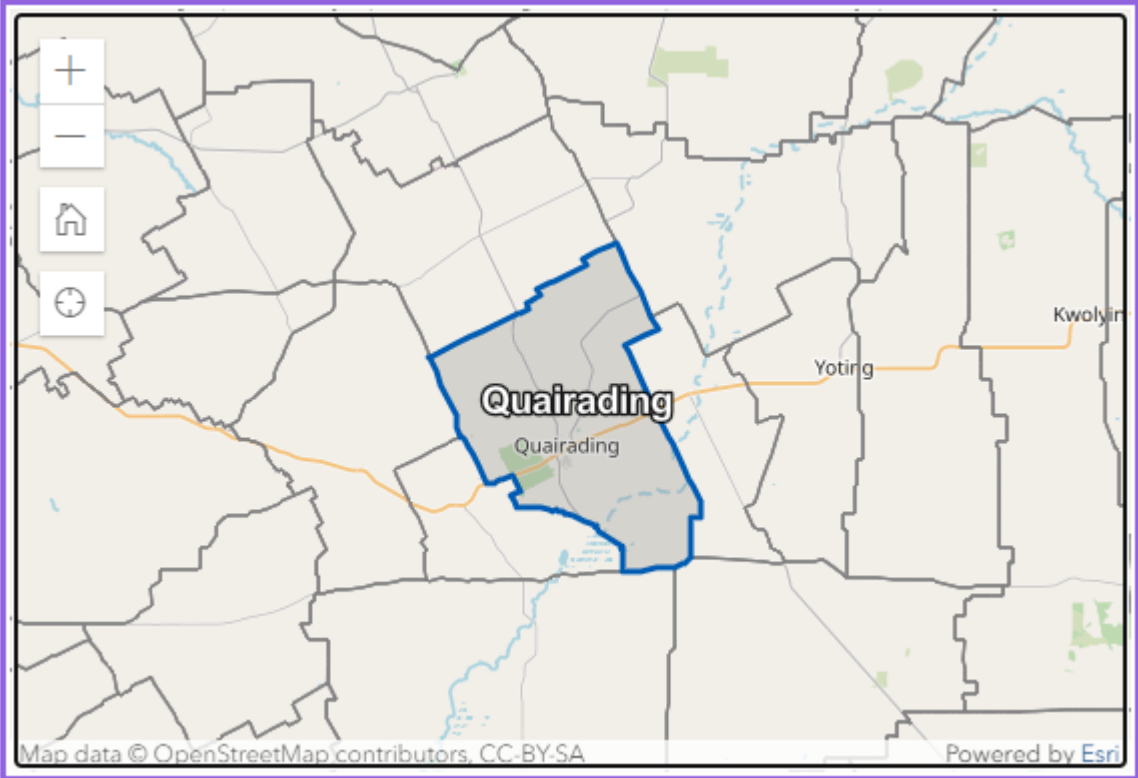 +
−
Kwolyin
Yoting
Quairading
Quairading
Map data © OpenStreetMap contributors, CC-BY-SA
Powered by Esri